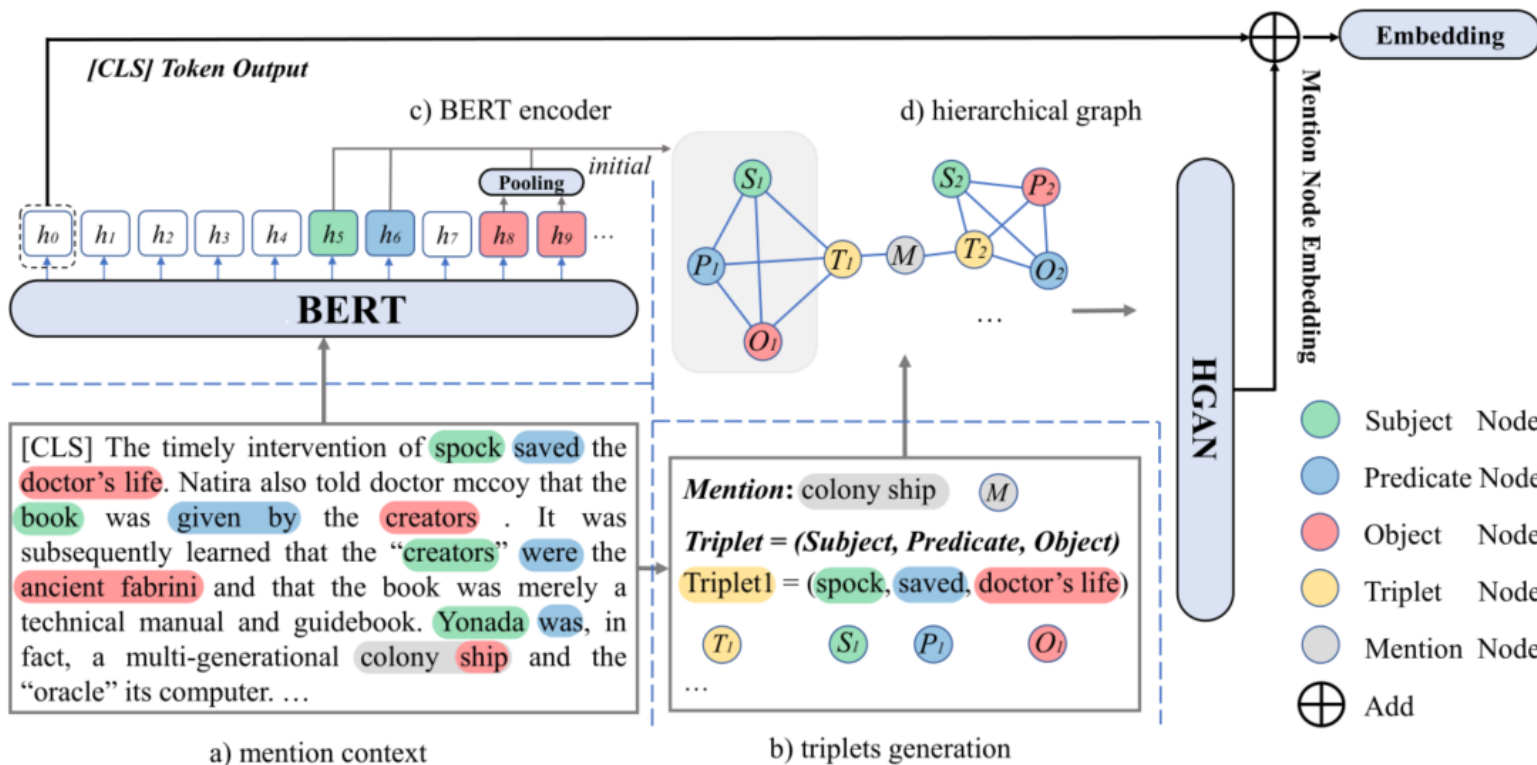 Embedding
[CLS] Token Output
c) BERT encoder
d) hierarchical graph
Mention Node Embedding
initial
Pooling
h0 h1 h2 h3 h4 h5 h6 h7 h8 h9 ...
BERT
S1
P1
O1
T1
M
S2
P2
T2
O2
...
HGAN
[CLS] The timely intervention of spock saved the
doctor's life. Natira also told doctor mccoy that the
book was given by the creators . It was
subsequently learned that the “creators” were the
ancient fabrini and that the book was merely a
technical manual and guidebook. Yonada was, in
fact, a multi-generational colony ship and the
“oracle” its computer. …
a) mention context
Mention: colony ship M
Triplet = (Subject, Predicate, Object)
Triplet1 = (spock, saved, doctor's life)
T1 S1 P1 O1
...
b) triplets generation
Subject Node
Predicate Node
Object Node
Triplet Node
Mention Node
Add